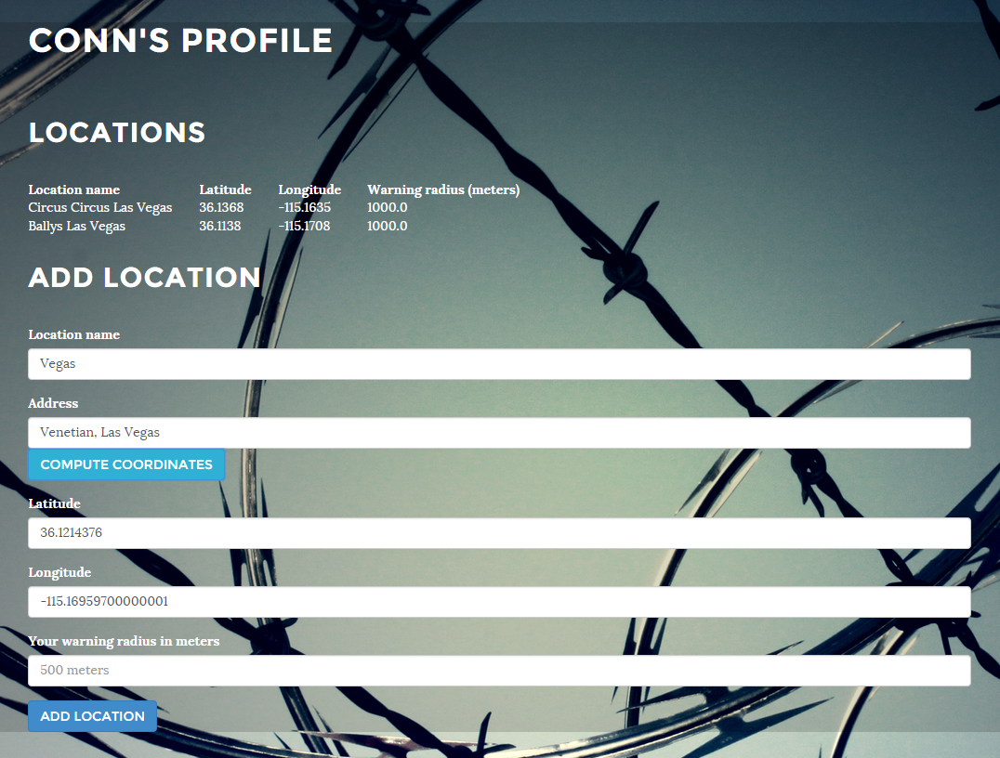 CONN'S PROFILE
LOCATIONS
Location name Latitude Longitude Warning radius (meters)
Circus Circus Las Vegas 36.1368 -115.1635 1000.0
Ballys Las Vegas 36.1138 -115.1708 1000.0
ADD LOCATION
Location name
Vegas
Address
Venetian, Las Vegas
COMPUTE COORDINATES
Latitude
36.1214376
Longitude
-115.16959700000001
Your warning radius in meters
500 meters
ADD LOCATION